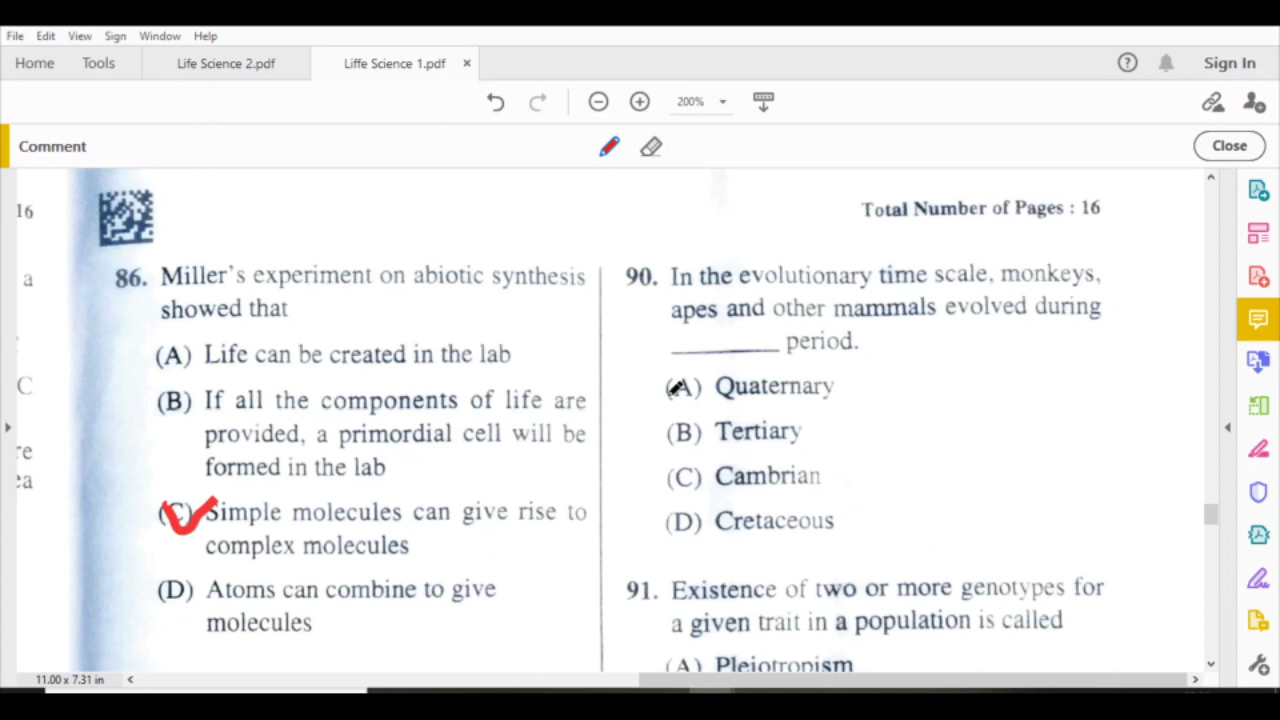 File Edit View Sign Window Help
Home Tools Life Science 2.pdf Liffe Science 1.pdf × Sign In
200%
Comment Close
16
a
C
re
ea
Total Number of Pages : 16
86. Miller's experiment on abiotic synthesis
showed that
(A) Life can be created in the lab
(B) If all the components of life are
provided, a primordial cell will be
formed in the lab
(C) Simple molecules can give rise to
complex molecules
(D) Atoms can combine to give
molecules
90. In the evolutionary time scale, monkeys,
apes and other mammals evolved during
________ period.
(A) Quaternary
(B) Tertiary
(C) Cambrian
(D) Cretaceous
91. Existence of two or more genotypes for
a given trait in a population is called
(A) Pleiotropism
11.00 x 7.31 in